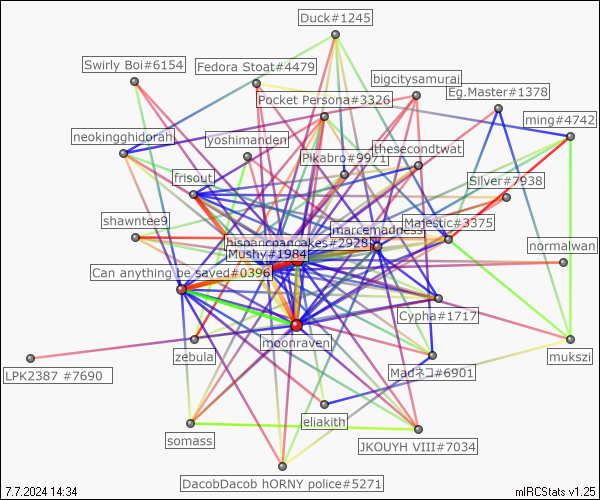 Duck#1245
Swirly Boi#6154
Fedora Stoat#4479
bigcitysamurai
Eg.Master#1378
Pocket Persona#3326
ming#4742
neokingghidorah
yoshimanden
thesecondtwat
Pikabro#9971
frisout
Silver#7938
shawntee9
Majestic#3375
marcemadness
hispancpancakes#2928
normalwan
Mushy#1984
Can anything be saved#0396
Cypha#1717
moonraven
zebula
mukszi
LPK2387 #7690
Madネコ#6901
eliakith
somass
JKOUYH VIII#7034
DacobDacob hORNY police#5271
7.7.2024 14:34
mIRCStats v1.25